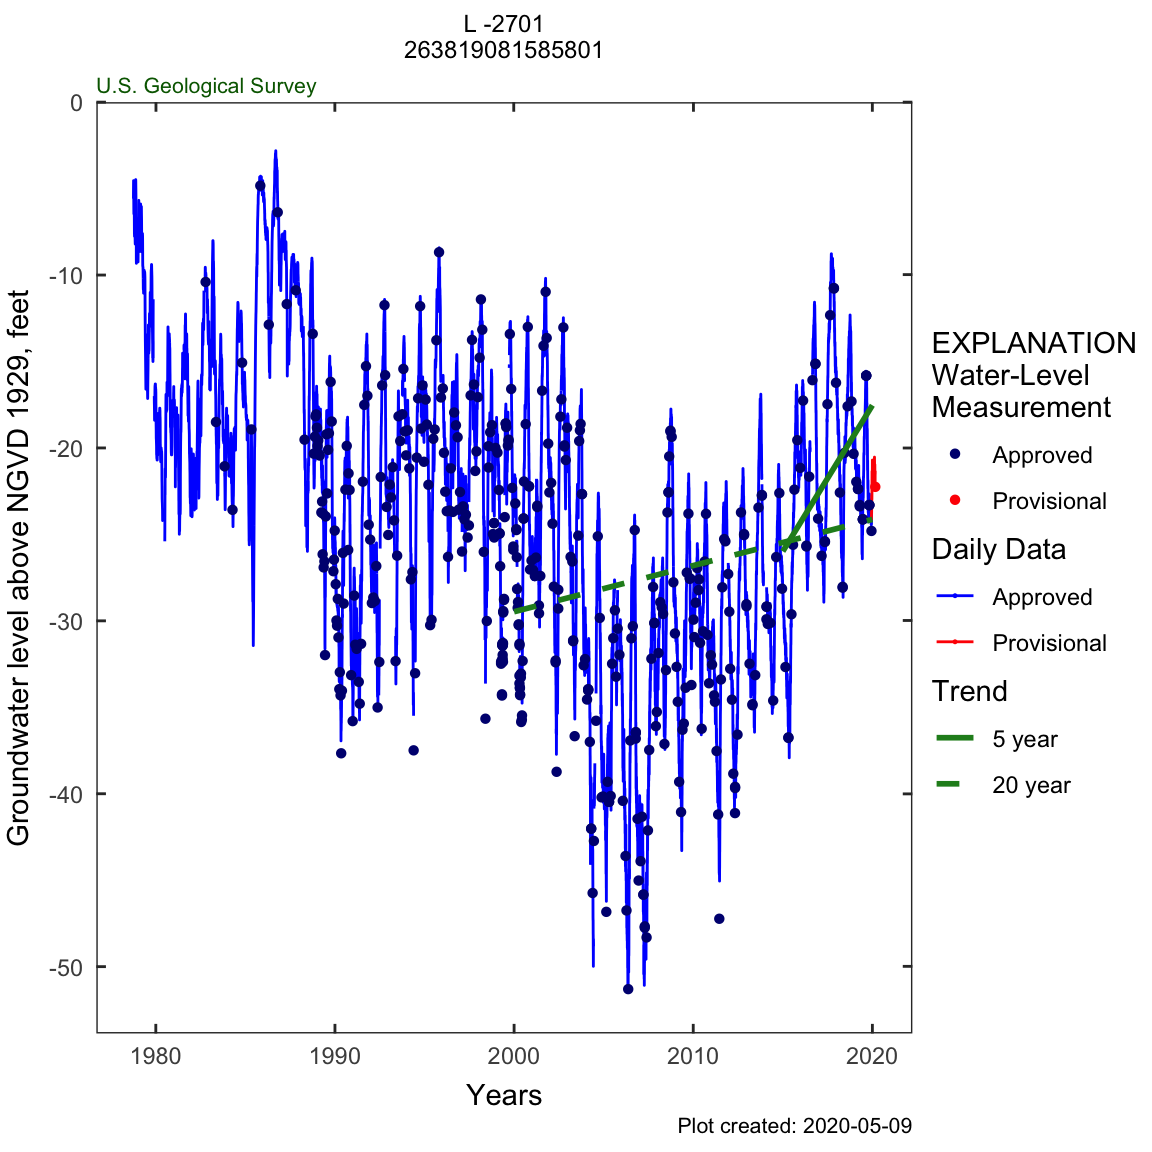 L -2701
263819081585801
U.S. Geological Survey
0
-10
-20
-30
-40
-50
Groundwater level above NGVD 1929, feet
1980 1990 2000 2010 2020
Years
EXPLANATION
Water-Level
Measurement
Approved
Provisional
Daily Data
Approved
Provisional
Trend
5 year
20 year
Plot created: 2020-05-09